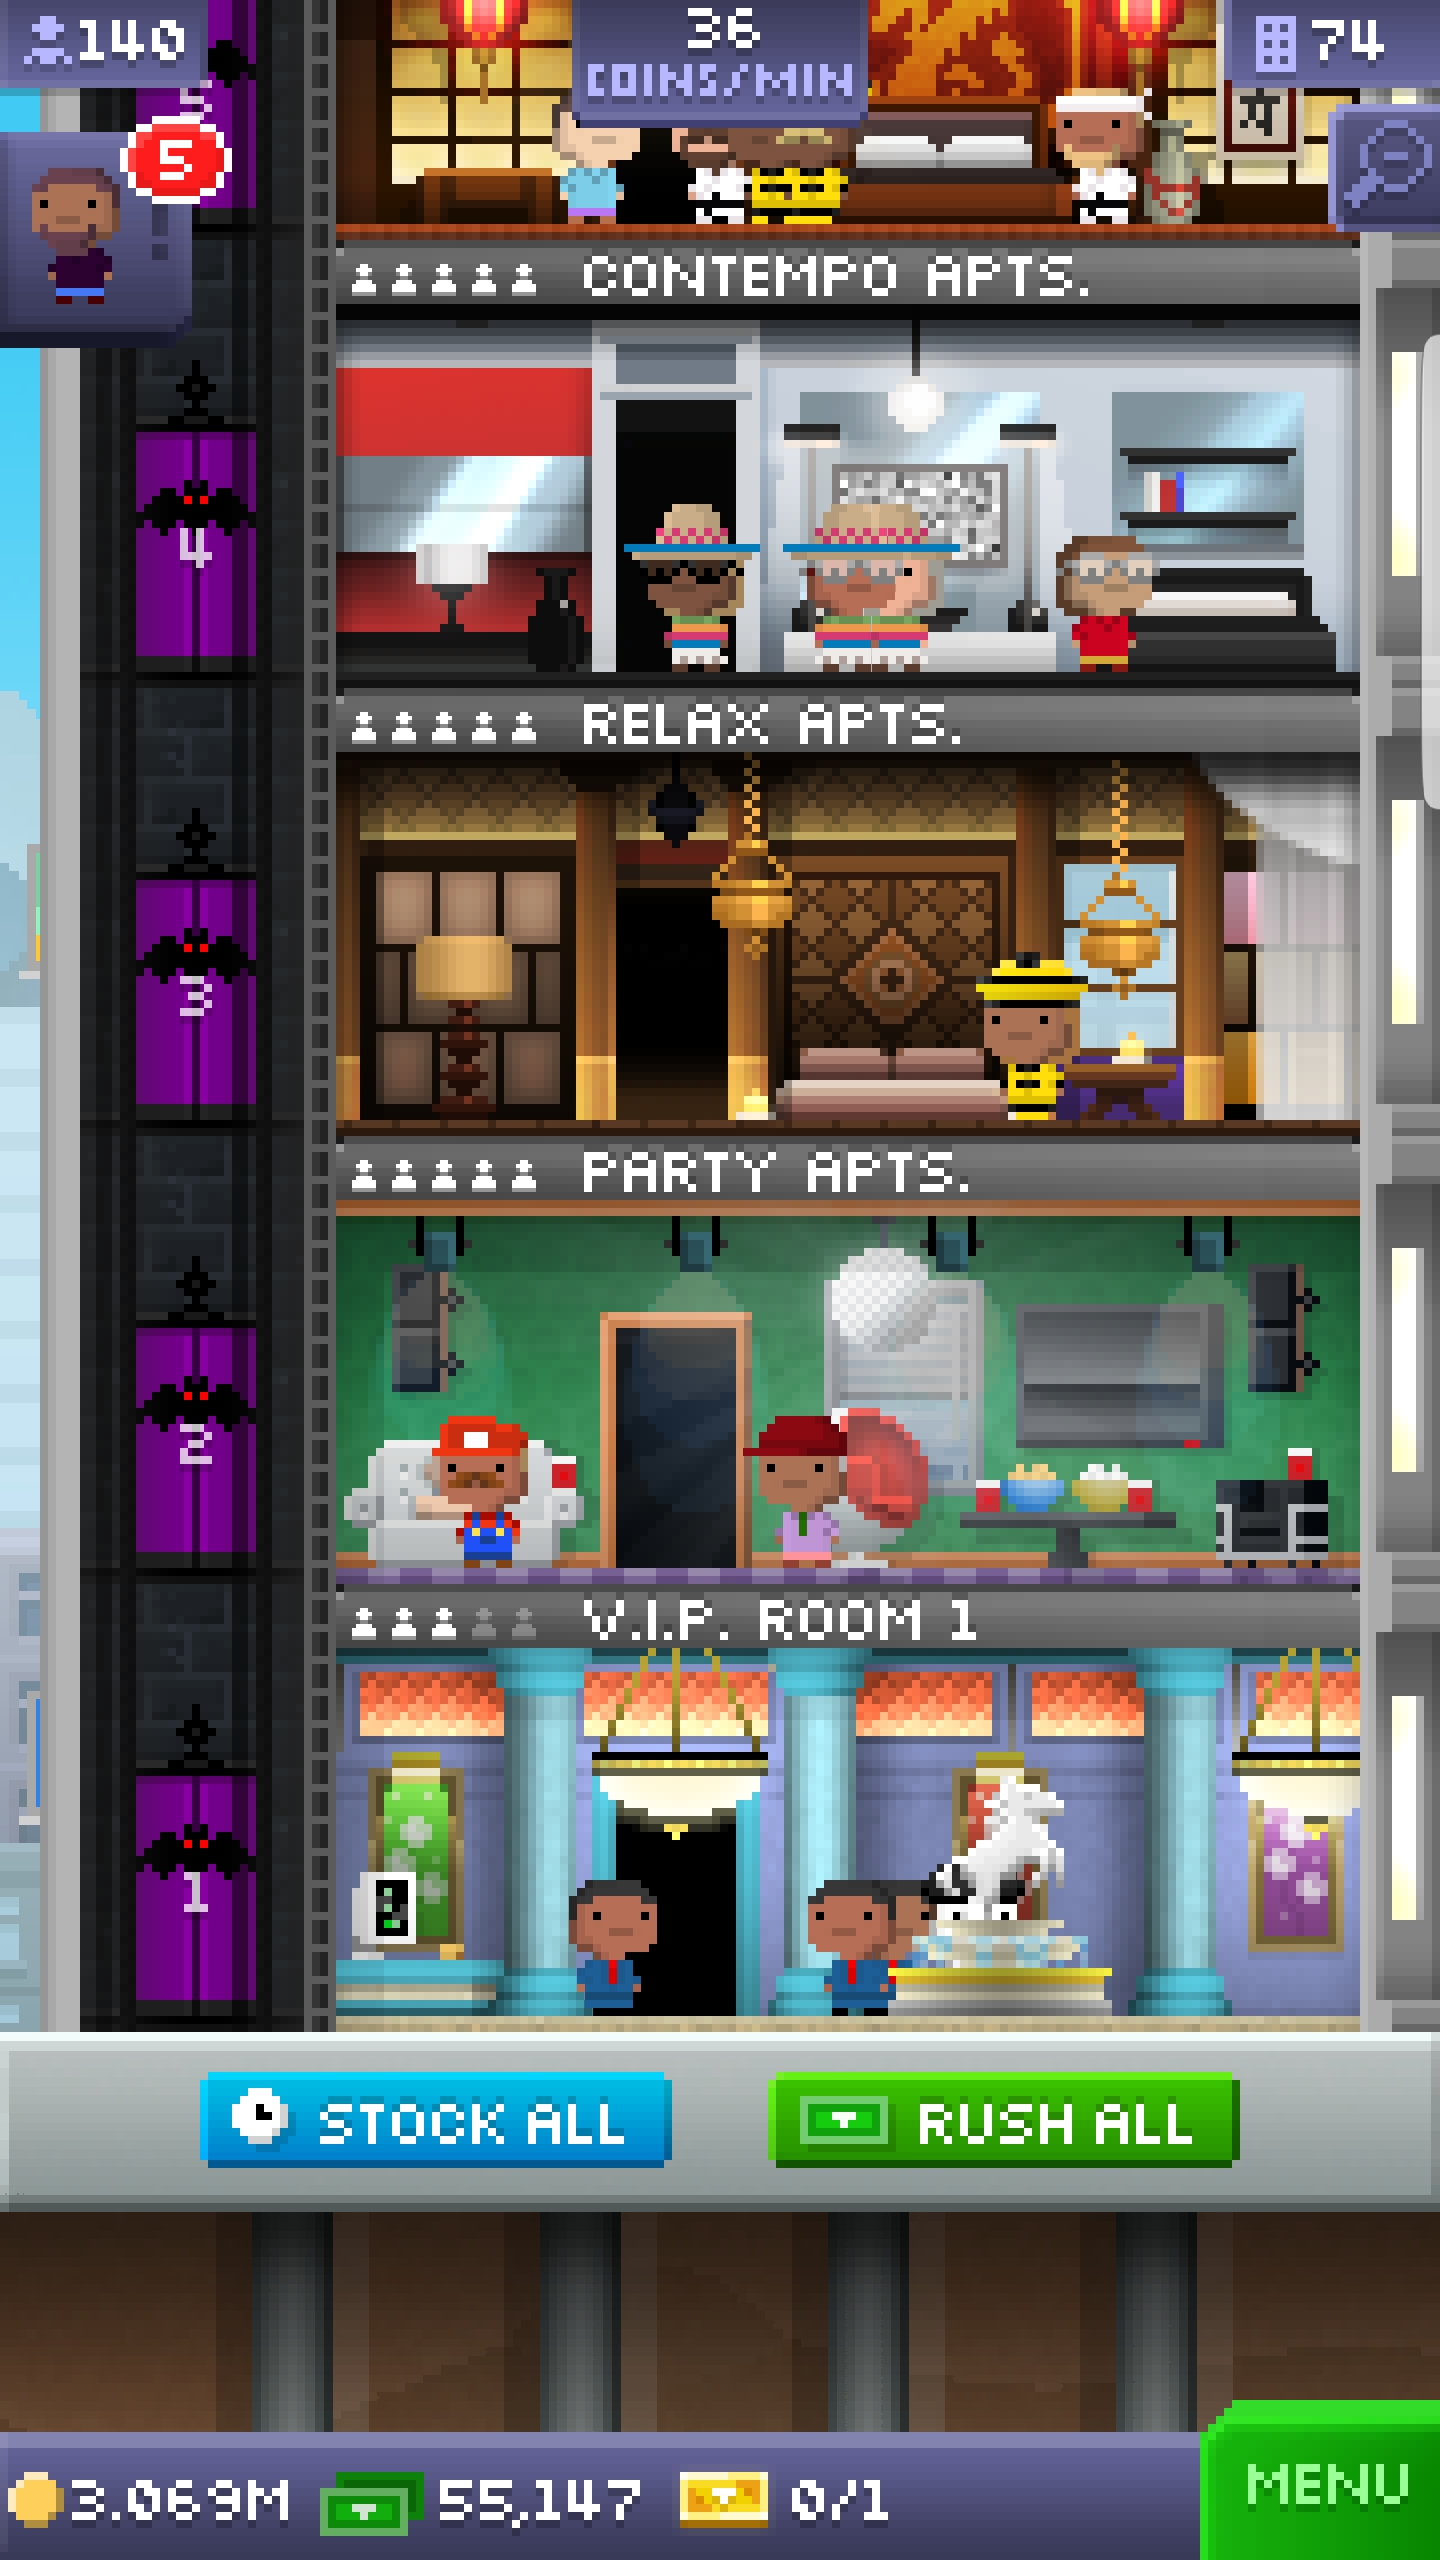 140
36
COINS/MIN
74
5
5
CONTEMPO APTS.
4
RELAX APTS.
3
PARTY APTS.
2
V.I.P. ROOM 1
1
STOCK ALL
RUSH ALL
3.069M
55,147
0/1
MENU